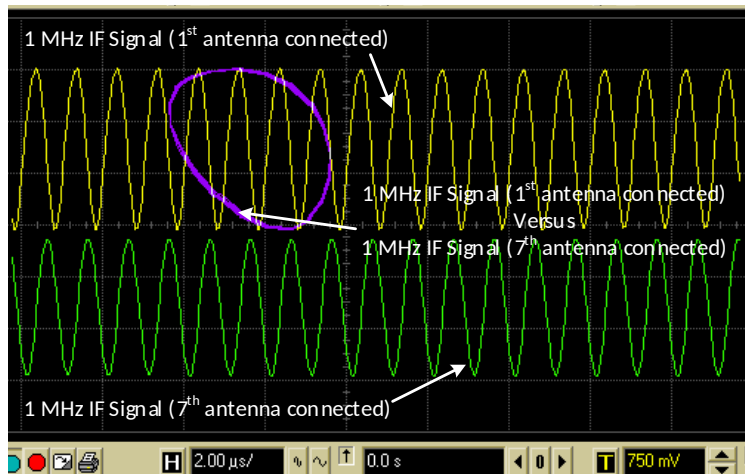 1 MHz IF Signal (1st antenna connected)
1 MHz IF Signal (1st antenna connected)
Versus
1 MHz IF Signal (7th antenna connected)
1 MHz IF Signal (7th antenna connected)
H 2.00 µs/ 0.0 s 0 T 750 mV